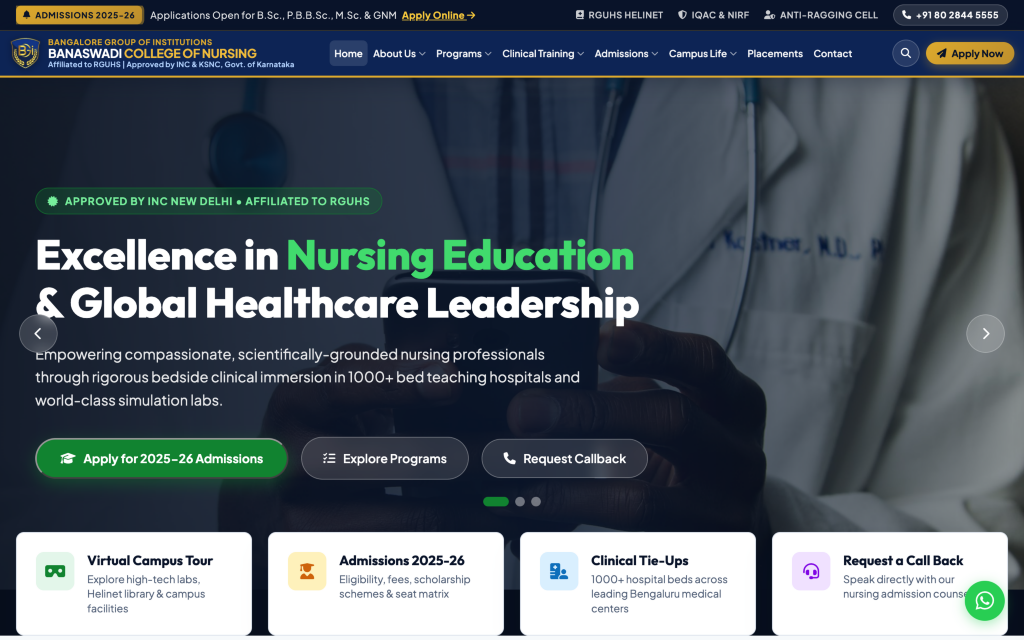 ADMISSIONS 2025-26
Applications Open for B.Sc., P.B.B.Sc., M.Sc. & GNM Apply Online
RGUHS HELINET
IQAC & NIRF
ANTI-RAGGING CELL
+91 80 2844 5555
BANGALORE GROUP OF INSTITUTIONS
BANASWADI COLLEGE OF NURSING
Affiliated to RGUHS | Approved by INC & KSNC, Govt. of Karnataka
Home
About Us
Programs
Clinical Training
Admissions
Campus Life
Placements
Contact
Apply Now
APPROVED BY INC NEW DELHI • AFFILIATED TO RGUHS
Excellence in Nursing Education
& Global Healthcare Leadership
Empowering compassionate, scientifically-grounded nursing professionals
through rigorous bedside clinical immersion in 1000+ bed teaching hospitals and
world-class simulation labs.
Apply for 2025-26 Admissions
Explore Programs
Request Callback
Virtual Campus Tour
Explore high-tech labs,
Helinet library & campus
facilities
Admissions 2025-26
Eligibility, fees, scholarship
schemes & seat matrix
Clinical Tie-Ups
1000+ hospital beds across
leading Bengaluru medical
centers
Request a Call Back
Speak directly with our
nursing admission